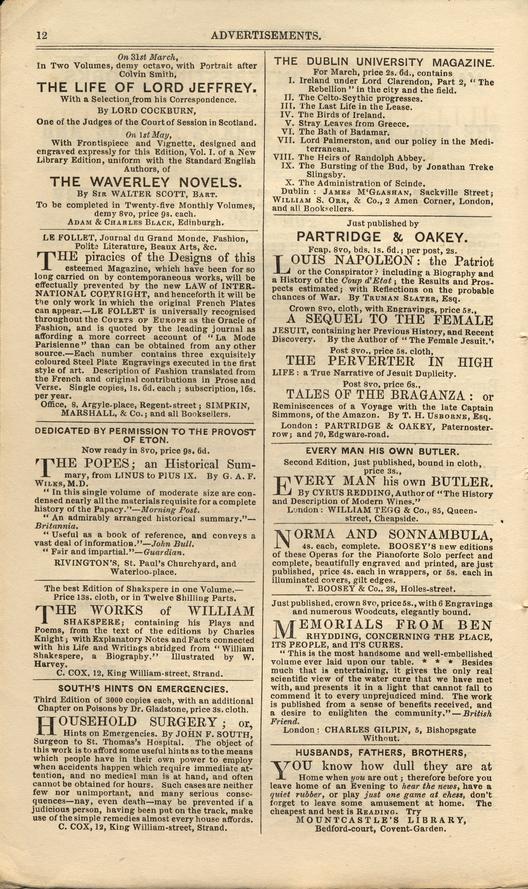 12
ADVERTISEMENTS.
On 31st March,
In Two Volumes, demy octavo, with Portrait after
Colvin Smith,
THE LIFE OF LORD JEFFREY.
With a Selection from his Correspondence.
By LORD COCKBURN,
One of the Judges of the Court of Session in Scotland.
On 1st May,
With Frontispiece and Vignette, designed and
engraved expressly for this Edition, Vol. I. of a New
Library Edition, uniform with the Standard English
Authors, of
THE WAVERLEY NOVELS.
By SIR WALTER SCOTT, BART.
To be completed in Twenty-five Monthly Volumes,
demy 8vo, price 9s. each.
ADAM & CHARLES BLACK, Edinburgh.
LE FOLLET, Journal du Grand Monde, Fashion,
Polite Literature, Beaux Arts, &c.
THE piracies of the Designs of this
esteemed Magazine, which have been for so
long carried on by contemporaneous works, will be
effectually prevented by the new LAW of INTER-
NATIONAL COPYRIGHT, and henceforth it will be
the only work in which the original French Plates
can appear.—LE FOLLET is universally recognised
throughout the COURTS OF EUROPE as the Oracle of
Fashion, and is quoted by the leading journal as
affording a more correct account of "La Mode
Parisienne" than can be obtained from any other
source.—Each number contains three exquisitely
coloured Steel Plate Engravings executed in the first
style of art. Description of Fashion translated from
the French and original contributions in Prose and
Verse. Single copies, 1s. 6d. each; subscription, 16s.
per year.
Office, 8, Argyle-place, Regent-street; SIMPKIN,
MARSHALL, & Co.; and all Booksellers.
DEDICATED BY PERMISSION TO THE PROVOST
OF ETON.
Now ready in 8vo, price 9s. 6d.
THE POPES; an Historical Sum-
mary, from LINUS to PIUS IX. By G. A. F.
WILKS, M.D.
"In this single volume of moderate size are con-
densed nearly all the materials requisite for a complete
history of the Papacy."—Morning Post.
"An admirably arranged historical summary."—
Britannia.
"Useful as a book of reference, and conveys a
vast deal of information."—John Bull.
"Fair and impartial."—Guardian.
RIVINGTON'S, St. Paul's Churchyard, and
Waterloo-place.
The best Edition of Shakspere in one Volume.—
Price 13s. cloth, or in Twelve Shilling Parts.
THE WORKS of WILLIAM
SHAKSPERE; containing his Plays and
Poems, from the text of the editions by Charles
Knight; with Explanatory Notes and Facts connected
with his Life and Writings abridged from "William
Shakspere, a Biography." Illustrated by W.
Harvey.
C. COX, 12, King William-street, Strand.
SOUTH'S HINTS ON EMERGENCIES.
Third Edition of 3000 copies each, with an additional
Chapter on Poisons by Dr. Gladstone, price 3s. cloth.
HOUSEHOLD SURGERY; or,
Hints on Emergencies. By JOHN F. SOUTH,
Surgeon to St. Thomas's Hospital. The object of
this work is to afford some useful hints as to the means
which people have in their own power to employ
when accidents happen which require immediate at-
tention, and no medical man is at hand, and often
cannot be obtained for hours. Such cases are neither
few nor unimportant, and many serious conse-
quences—nay, even death—may be prevented if a
judicious person, having been put on the track, make
use of the simple remedies almost every house affords.
C. COX, 12, King William-street, Strand.
THE DUBLIN UNIVERSITY MAGAZINE.
For March, price 2s. 6d., contains
I. Ireland under Lord Clarendon, Part 2, "The
Rebellion" in the city and the field.
II. The Celto-Scythic progresses.
III. The Last Life in the Lease.
IV. The Birds of Ireland.
V. Stray Leaves from Greece.
VI. The Bath of Badamar.
VII. Lord Palmerston, and our policy in the Medi-
terranean.
VIII. The Heirs of Randolph Abbey.
IX. The Bursting of the Bud, by Jonathan Treke
Slingsby.
X. The Administration of Scinde.
Dublin: JAMES M'GLASHAN, Sackville Street;
WILLIAM S. ORR, & Co., 2 Amen Corner, London,
and all Booksellers.
Just published by
PARTRIDGE & OAKEY.
Fcap. 8vo, bds. 1s. 6d.; per post, 2s.
LOUIS NAPOLEON: the Patriot
or the Conspirator? including a Biography and
a History of the Coup d'Etat; the Results and Pros-
pects estimated; with Reflections on the probable
chances of War. By TRUMAN SLATER, Esq.
Crown 8vo, cloth, with Engravings, price 5s.,
A SEQUEL TO THE FEMALE
JESUIT, containing her Previous History, and Recent
Discovery. By the Author of "The Female Jesuit."
Post 8vo., price 5s. cloth,
THE PERVERTER IN HIGH
LIFE: a True Narrative of Jesuit Duplicity.
Post 8vo, price 6s.,
TALES OF THE BRAGANZA: or
Reminiscences of a Voyage with the late Captain
Simmons, of the Amazon. By T. H. USBORNE, Esq.
London: PARTRIDGE & OAKEY, Paternoster-
row; and 70, Edgware-road.
EVERY MAN HIS OWN BUTLER.
Second Edition, just published, bound in cloth,
price 3s.,
EVERY MAN his own BUTLER.
By CYRUS REDDING, Author of "The History
and Description of Modern Wines."
London: WILLIAM TEGG & Co., 85, Queen-
street, Cheapside.
NORMA AND SONNAMBULA,
4s. each, complete. BOOSEY'S new editions
of these Operas for the Pianoforte Solo perfect and
complete, beautifully engraved and printed, are just
published, price 4s. each in wrappers, or 5s. each in
illuminated covers, gilt edges.
T. BOOSEY & Co., 28, Holles-street.
Just published, crown 8vo, price 5s., with 6 Engravings
and numerous Woodcuts, elegantly bound.
MEMORIALS FROM BEN
RHYDDING, CONCERNING THE PLACE,
ITS PEOPLE, and ITS CURES.
"This is the most handsome and well-embellished
volume ever laid upon our table. * * * Besides
much that is entertaining, it gives the only real
scientific view of the water cure that we have met
with, and presents it in a light that cannot fail to
commend it to every unprejudiced mind. The work
is published from a sense of benefits received, and
a desire to enlighten the community."—British
Friend.
London: CHARLES GILPIN, 5, Bishopsgate
Without.
HUSBANDS, FATHERS, BROTHERS,
YOU know how dull they are at
Home when you are out; therefore before you
leave home of an Evening to hear the news, have a
quiet rubber, or play just one game at chess, don't
forget to leave some amusement at home. The
cheapest and best is READING. Try
MOUNTCASTLE'S LIBRARY,
Bedford-court, Covent-Garden.